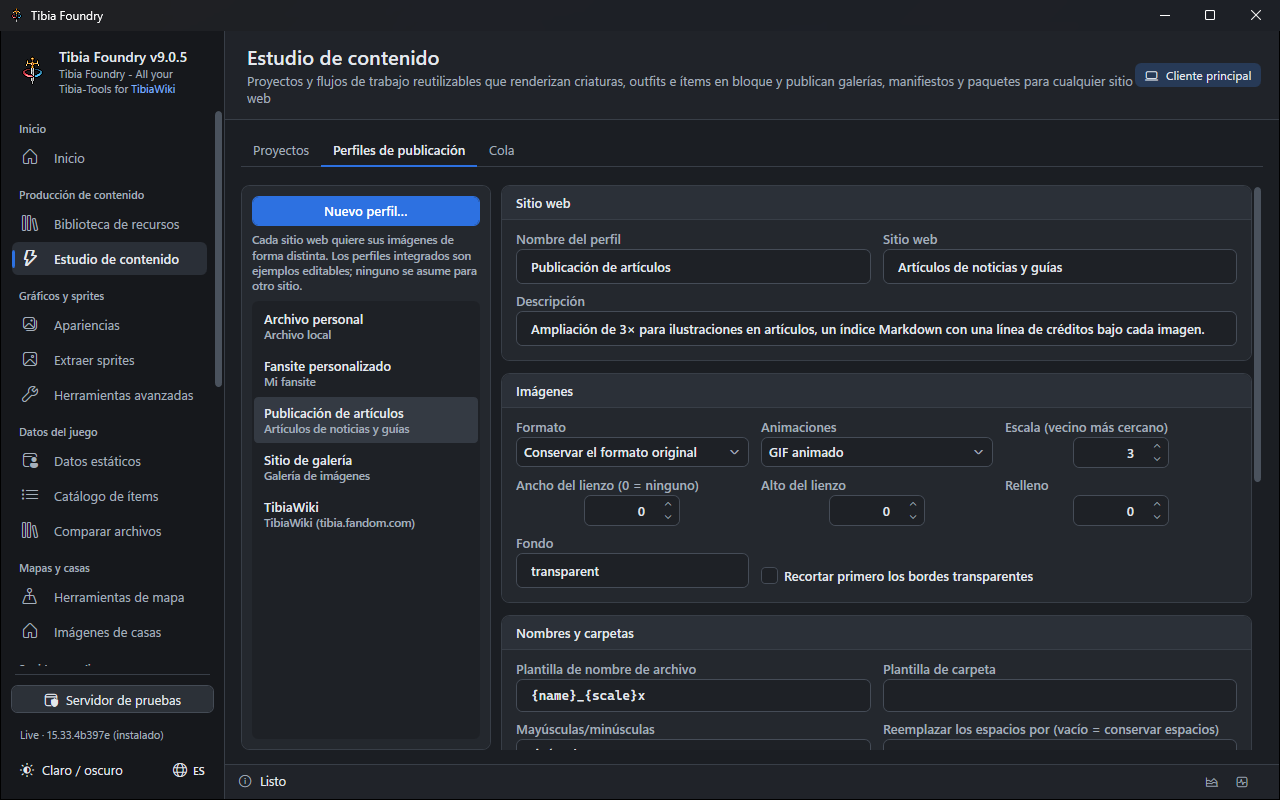 Tibia Foundry
Tibia Foundry v9.0.5
Tibia Foundry - All your
Tibia-Tools for TibiaWiki
Inicio
Inicio
Producción de contenido
Biblioteca de recursos
Estudio de contenido
Gráficos y sprites
Apariencias
Extraer sprites
Herramientas avanzadas
Datos del juego
Datos estáticos
Catálogo de ítems
Comparar archivos
Mapas y casas
Herramientas de mapa
Imágenes de casas
Servidor de pruebas
Live · 15.33.4b397e (instalado)
Claro / oscuro
ES
Estudio de contenido
Proyectos y flujos de trabajo reutilizables que renderizan criaturas, outfits e ítems en bloque y publican galerías, manifiestos y paquetes para cualquier sitio
web
Cliente principal
Proyectos
Perfiles de publicación
Cola
Nuevo perfil...
Cada sitio web quiere sus imágenes de
forma distinta. Los perfiles integrados son
ejemplos editables; ninguno se asume para
otro sitio.
Archivo personal
Archivo local
Fansite personalizado
Mi fansite
Publicación de artículos
Artículos de noticias y guías
Sitio de galería
Galería de imágenes
TibiaWiki
TibiaWiki (tibia.fandom.com)
Sitio web
Nombre del perfil
Sitio web
Publicación de artículos
Artículos de noticias y guías
Descripción
Ampliación de 3× para ilustraciones en artículos, un índice Markdown con una línea de créditos bajo cada imagen.
Imágenes
Formato
Animaciones
Escala (vecino más cercano)
Conservar el formato original
GIF animado
3
Ancho del lienzo (0 = ninguno)
Alto del lienzo
Relleno
0
0
0
Fondo
transparent
Recortar primero los bordes transparentes
Nombres y carpetas
Plantilla de nombre de archivo
Plantilla de carpeta
{name}_{scale}x
Mayúsculas/minúsculas
Reemplazar los espacios por (vacío = conservar espacios)
Listo